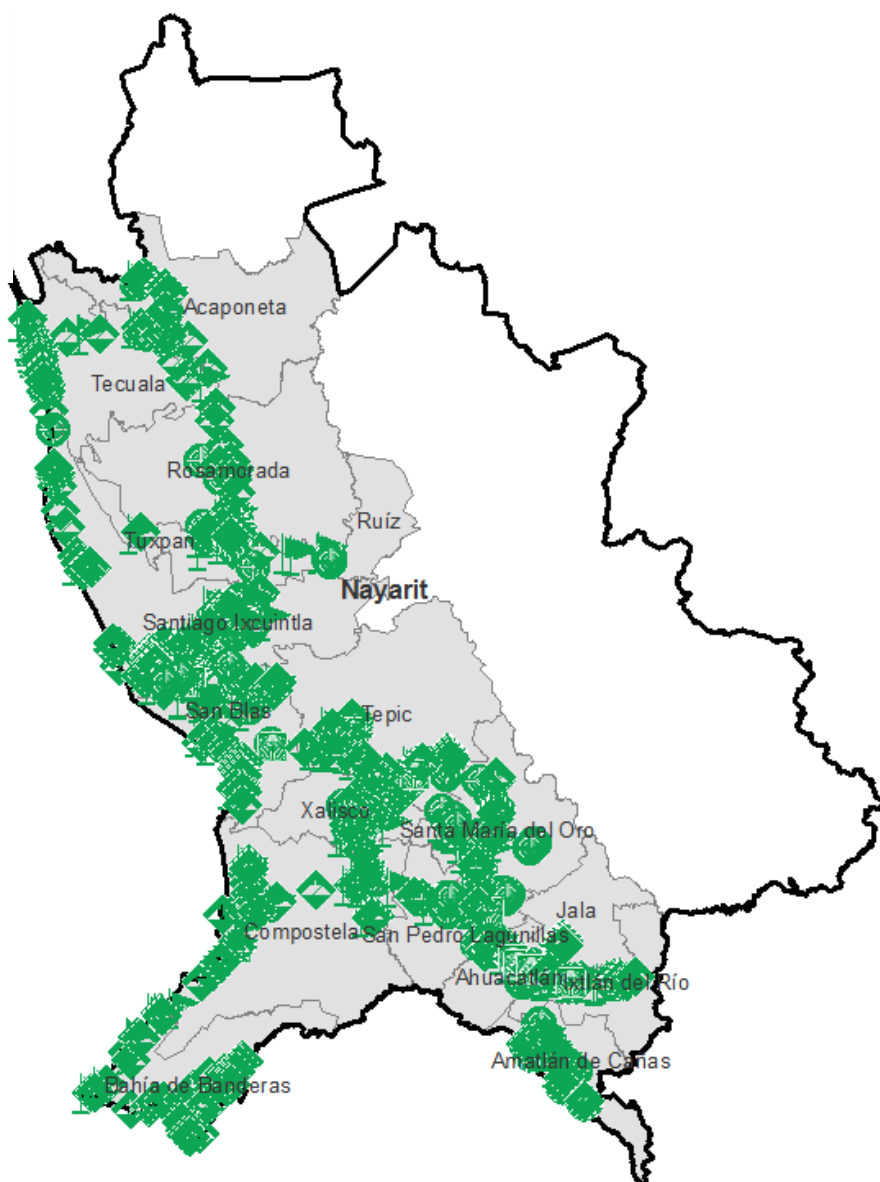 Acaponeta
Tecuala
Rosamorada
Ruíz
Tuxpan
Nayarit
Santiago Ixcuintla
San Blas
Tepic
Xalisco
Santa María del Oro
Jala
Compostela
San Pedro Lagunillas
Ahuacatlán
Ixtlán del Río
Amatlán de Cañas
Bahía de Banderas